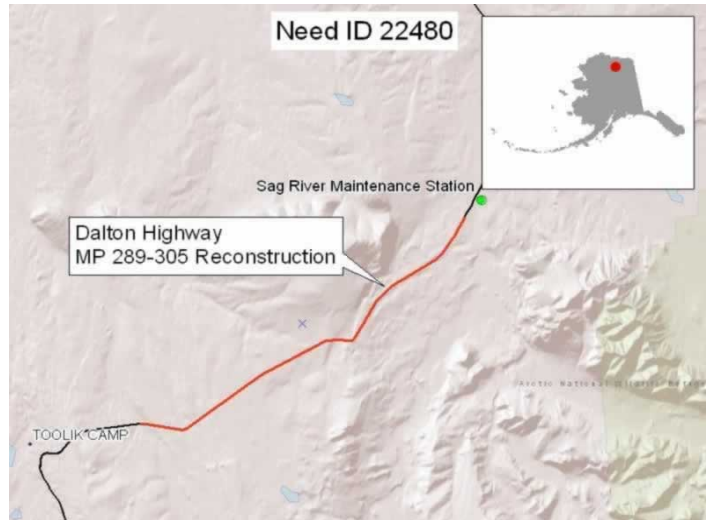 Need ID 22480
Sag River Maintenance Station
Dalton Highway
MP 289-305 Reconstruction
Arctic National Wildlife Refuge
TOOLIK CAMP